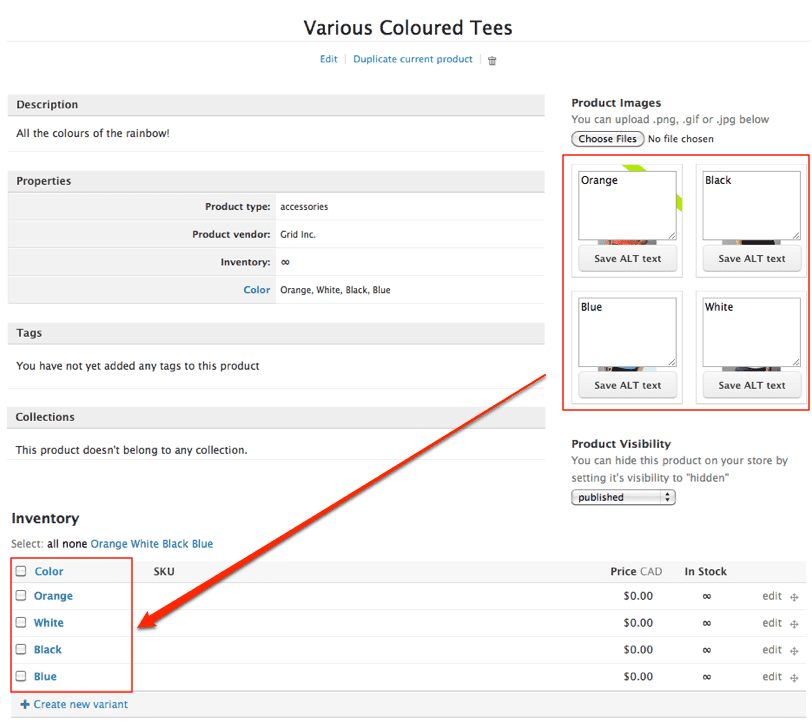 Various Coloured Tees
Edit | Duplicate current product |
Description
All the colours of the rainbow!
Properties
Product type: accessories
Product vendor: Grid Inc.
Inventory: ∞
Color Orange, White, Black, Blue
Tags
You have not yet added any tags to this product
Collections
This product doesn't belong to any collection.
Product Images
You can upload .png, .gif or .jpg below
Choose Files No file chosen
Orange Black
Save ALT text Save ALT text
Blue White
Save ALT text Save ALT text
Product Visibility
You can hide this product on your store by
setting it's visibility to "hidden"
published
Inventory
Select: all none Orange White Black Blue
Color SKU Price CAD In Stock
Orange $0.00 ∞ edit
White $0.00 ∞ edit
Black $0.00 ∞ edit
Blue $0.00 ∞ edit
+ Create new variant